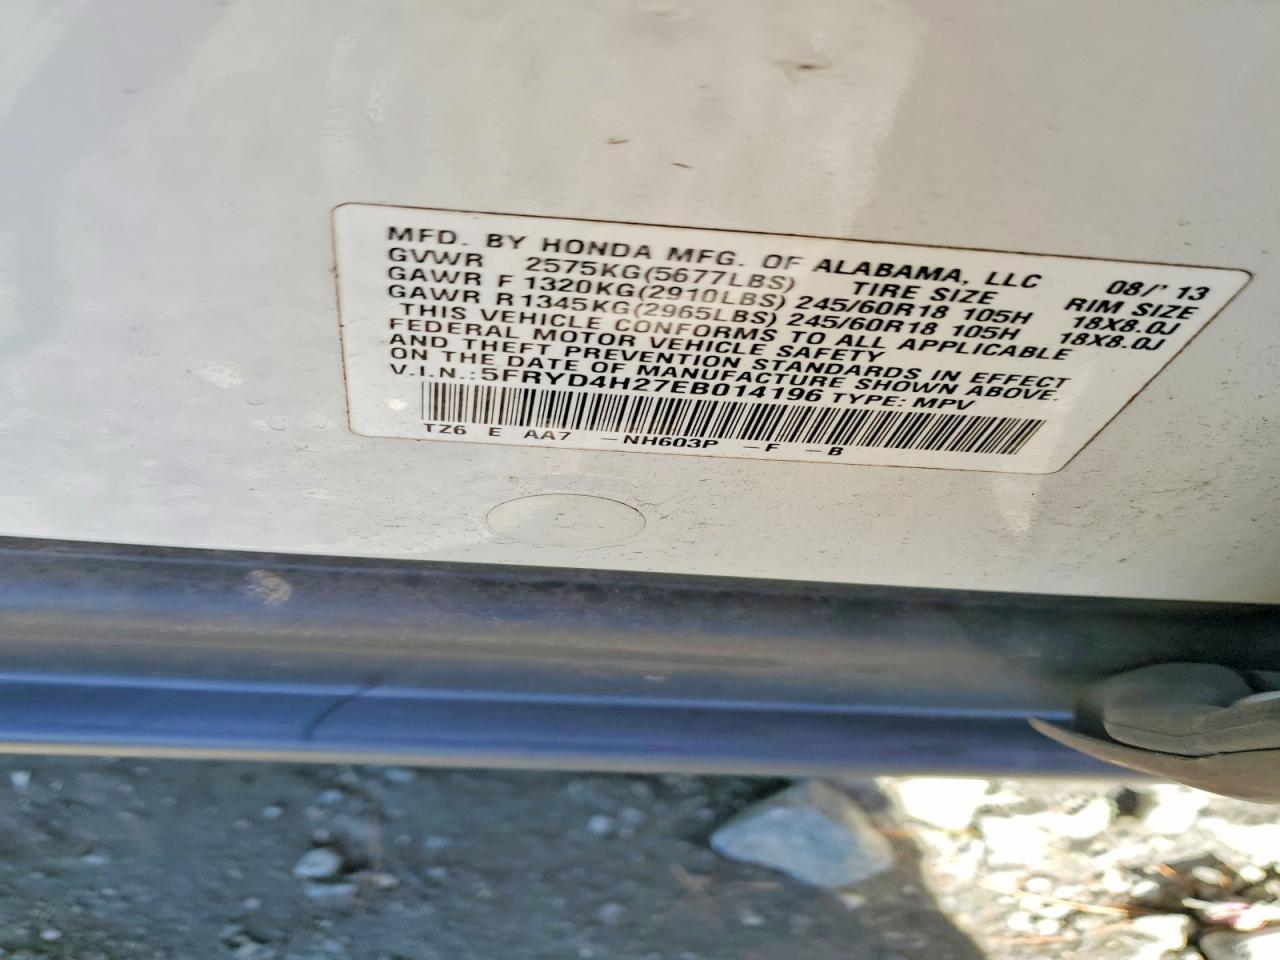 MFD. BY HONDA MFG. OF ALABAMA, LLC 08/' 13
GVWR 2575KG(5677LBS) TIRE SIZE RIM SIZE
GAWR F 1320KG(2910LBS) 245/60R18 105H 18X8.0J
GAWR R1345KG(2965LBS) 245/60R18 105H 18X8.0J
THIS VEHICLE CONFORMS TO ALL APPLICABLE
FEDERAL MOTOR VEHICLE SAFETY
AND THEFT PREVENTION STANDARDS IN EFFECT
ON THE DATE OF MANUFACTURE SHOWN ABOVE.
V.I.N.:5FRYD4H27EB014196 TYPE: MPV
TZ6 E AA7 -NH603P -F -B